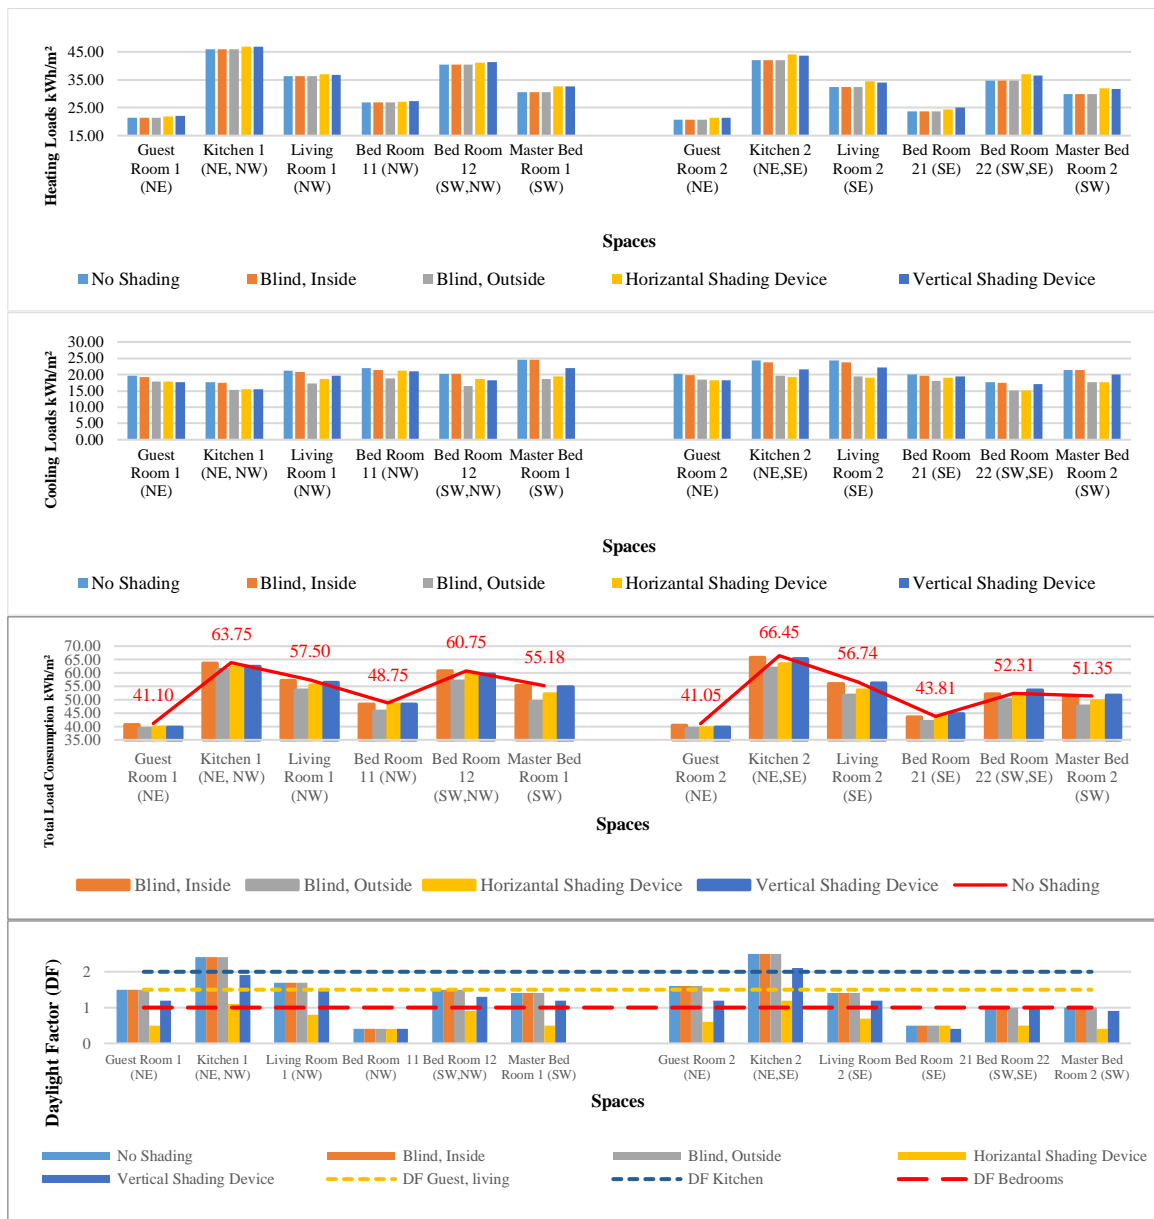 Heating Loads kWh/m²
45.00
35.00
25.00
15.00
Guest Room 1 (NE)
Kitchen 1 (NE, NW)
Living Room 1 (NW)
Bed Room 11 (NW)
Bed Room 12 (SW,NW)
Master Bed Room 1 (SW)
Guest Room 2 (NE)
Kitchen 2 (NE,SE)
Living Room 2 (SE)
Bed Room 21 (SE)
Bed Room 22 (SW,SE)
Master Bed Room 2 (SW)
Spaces
No Shading Blind, Inside Blind, Outside Horizantal Shading Device Vertical Shading Device
Cooling Loads kWh/m²
30.00
25.00
20.00
15.00
10.00
5.00
0.00
Guest Room 1 (NE)
Kitchen 1 (NE, NW)
Living Room 1 (NW)
Bed Room 11 (NW)
Bed Room 12 (SW,NW)
Master Bed Room 1 (SW)
Guest Room 2 (NE)
Kitchen 2 (NE,SE)
Living Room 2 (SE)
Bed Room 21 (SE)
Bed Room 22 (SW,SE)
Master Bed Room 2 (SW)
Spaces
No Shading Blind, Inside Blind, Outside Horizantal Shading Device Vertical Shading Device
Total Load Consumption kWh/m²
70.00
65.00
60.00
55.00
50.00
45.00
40.00
35.00
41.10
63.75
57.50
48.75
60.75
55.18
41.05
66.45
56.74
43.81
52.31
51.35
Guest Room 1 (NE)
Kitchen 1 (NE, NW)
Living Room 1 (NW)
Bed Room 11 (NW)
Bed Room 12 (SW,NW)
Master Bed Room 1 (SW)
Guest Room 2 (NE)
Kitchen 2 (NE,SE)
Living Room 2 (SE)
Bed Room 21 (SE)
Bed Room 22 (SW,SE)
Master Bed Room 2 (SW)
Spaces
Blind, Inside Blind, Outside Horizantal Shading Device Vertical Shading Device No Shading
Daylight Factor (DF)
2
1
0
Guest Room 1 (NE)
Kitchen 1 (NE, NW)
Living Room 1 (NW)
Bed Room 11 (NW)
Bed Room 12 (SW,NW)
Master Bed Room 1 (SW)
Guest Room 2 (NE)
Kitchen 2 (NE,SE)
Living Room 2 (SE)
Bed Room 21 (SE)
Bed Room 22 (SW,SE)
Master Bed Room 2 (SW)
Spaces
No Shading Blind, Inside Blind, Outside Horizantal Shading Device
Vertical Shading Device DF Guest, living DF Kitchen DF Bedrooms